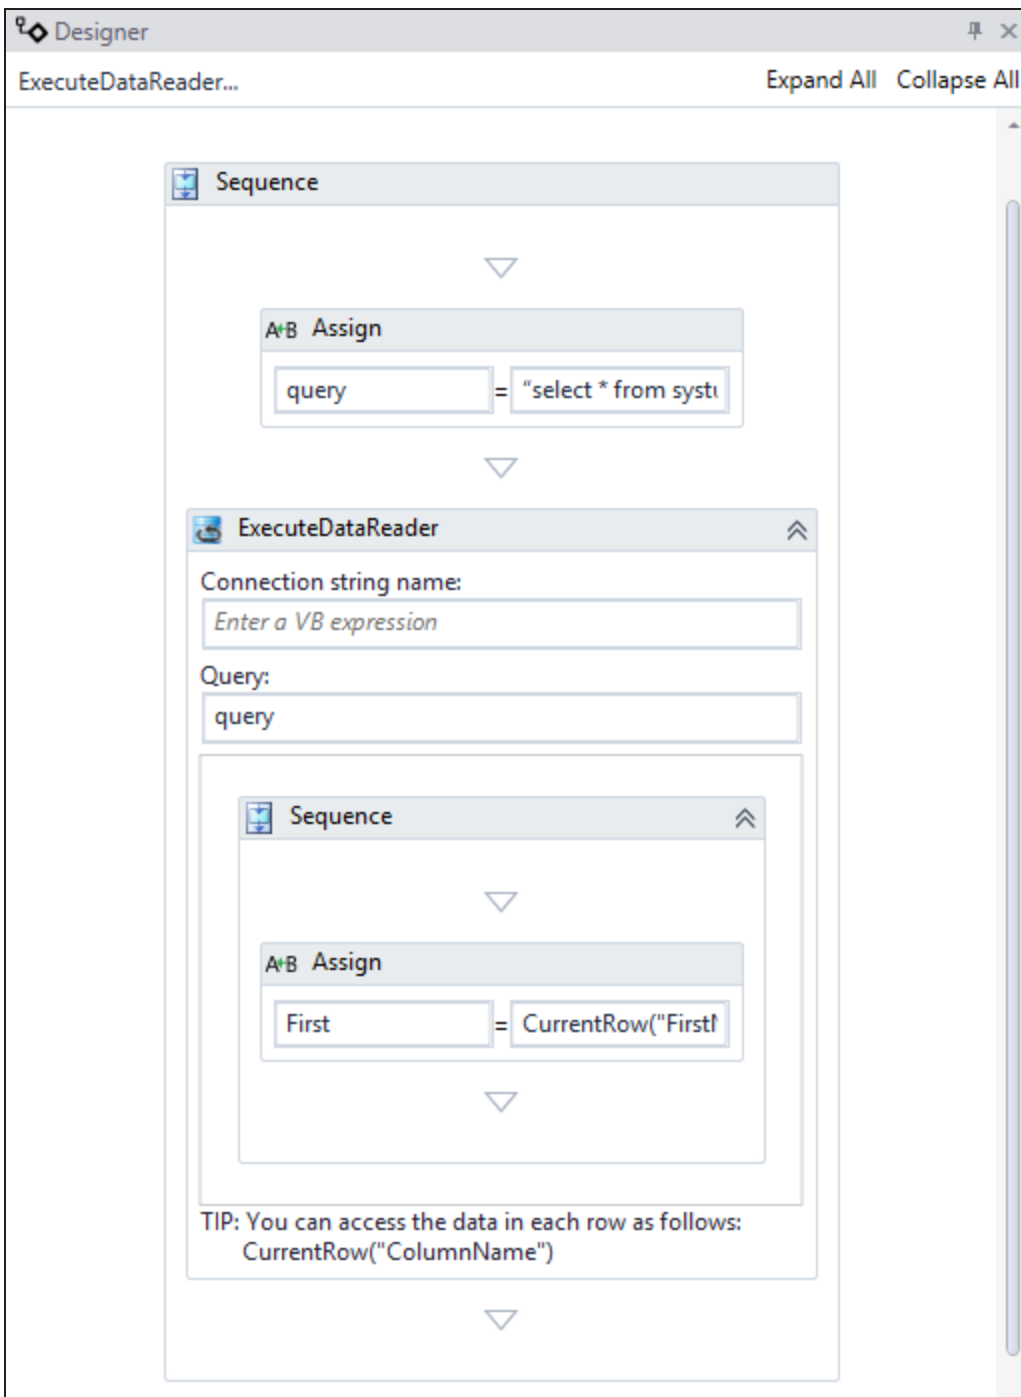 Designer
ExecuteDataReader...
Expand All Collapse All
Sequence
A+B Assign
query = "select * from systu
ExecuteDataReader
Connection string name:
Enter a VB expression
Query:
query
Sequence
A+B Assign
First = CurrentRow("First
TIP: You can access the data in each row as follows:
CurrentRow("ColumnName")